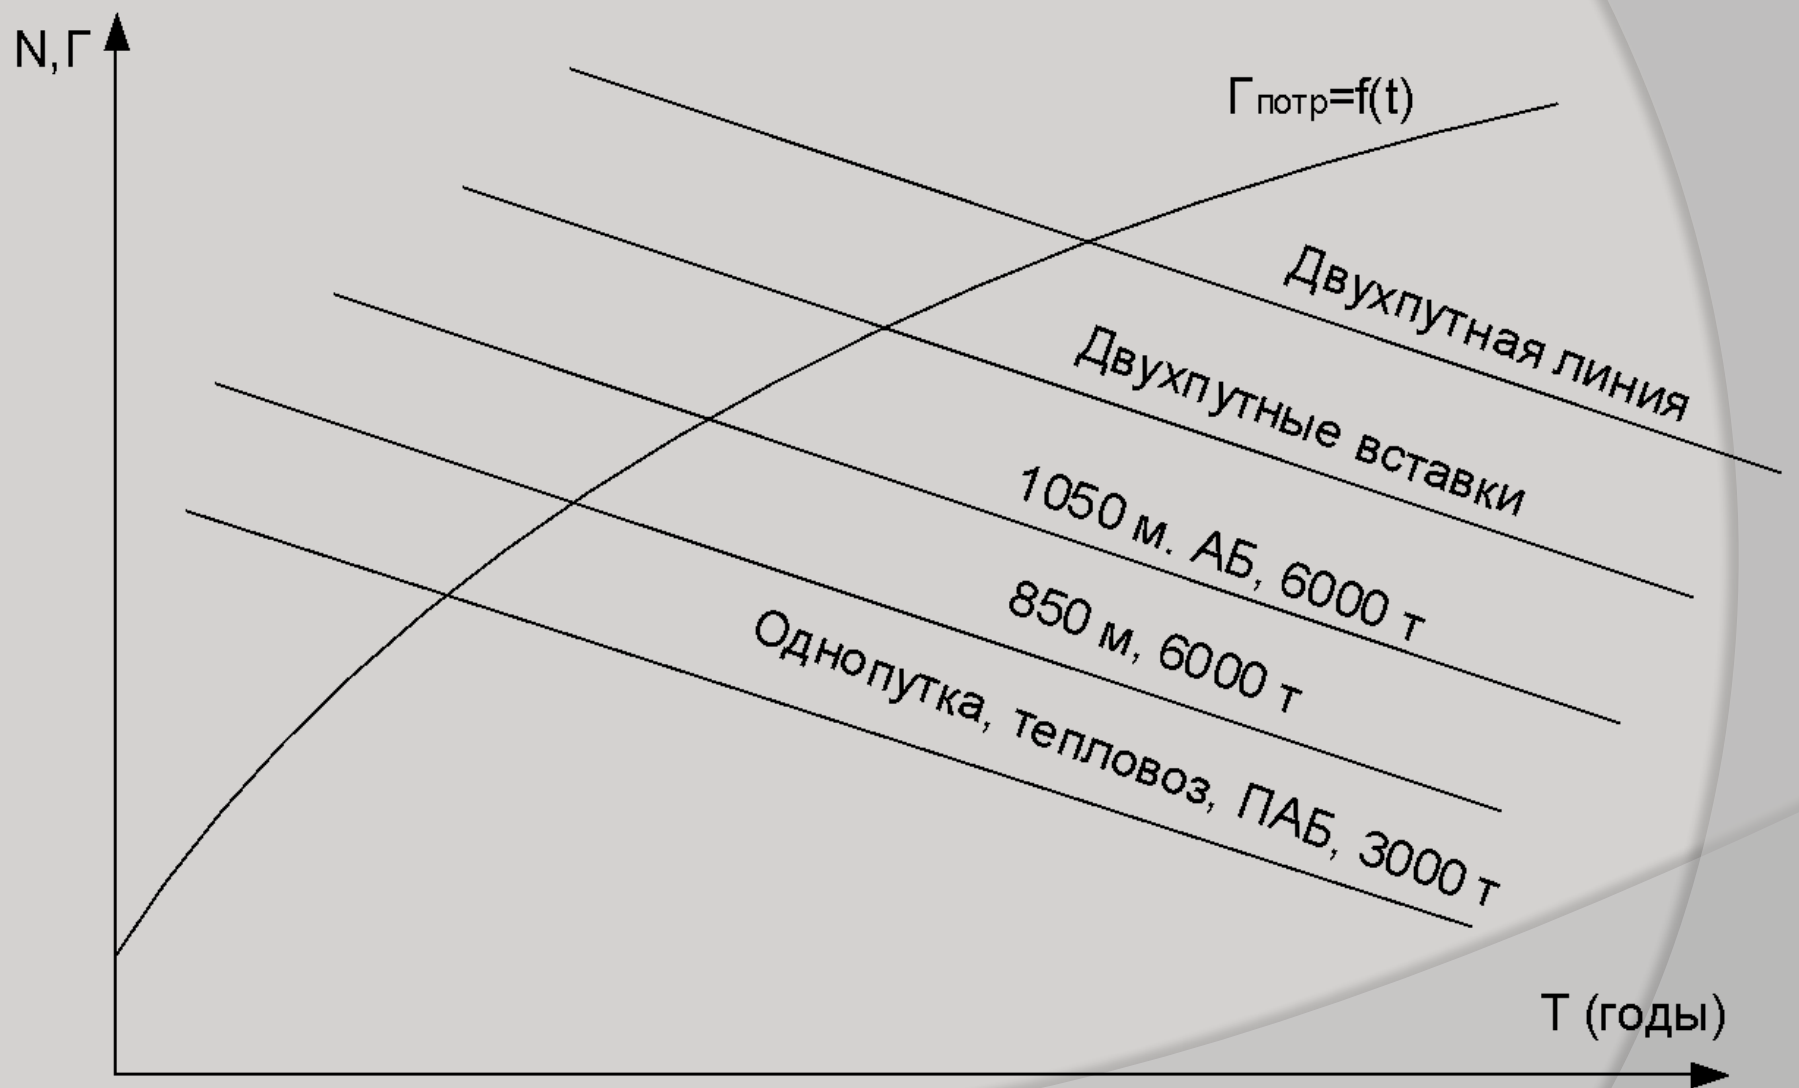 N,Г
Гпотр=f(t)
Двухпутная линия
Двухпутные вставки
1050 м. АБ, 6000 т
850 м, 6000 т
Однопутка, тепловоз, ПАБ, 3000 т
Т (годы)